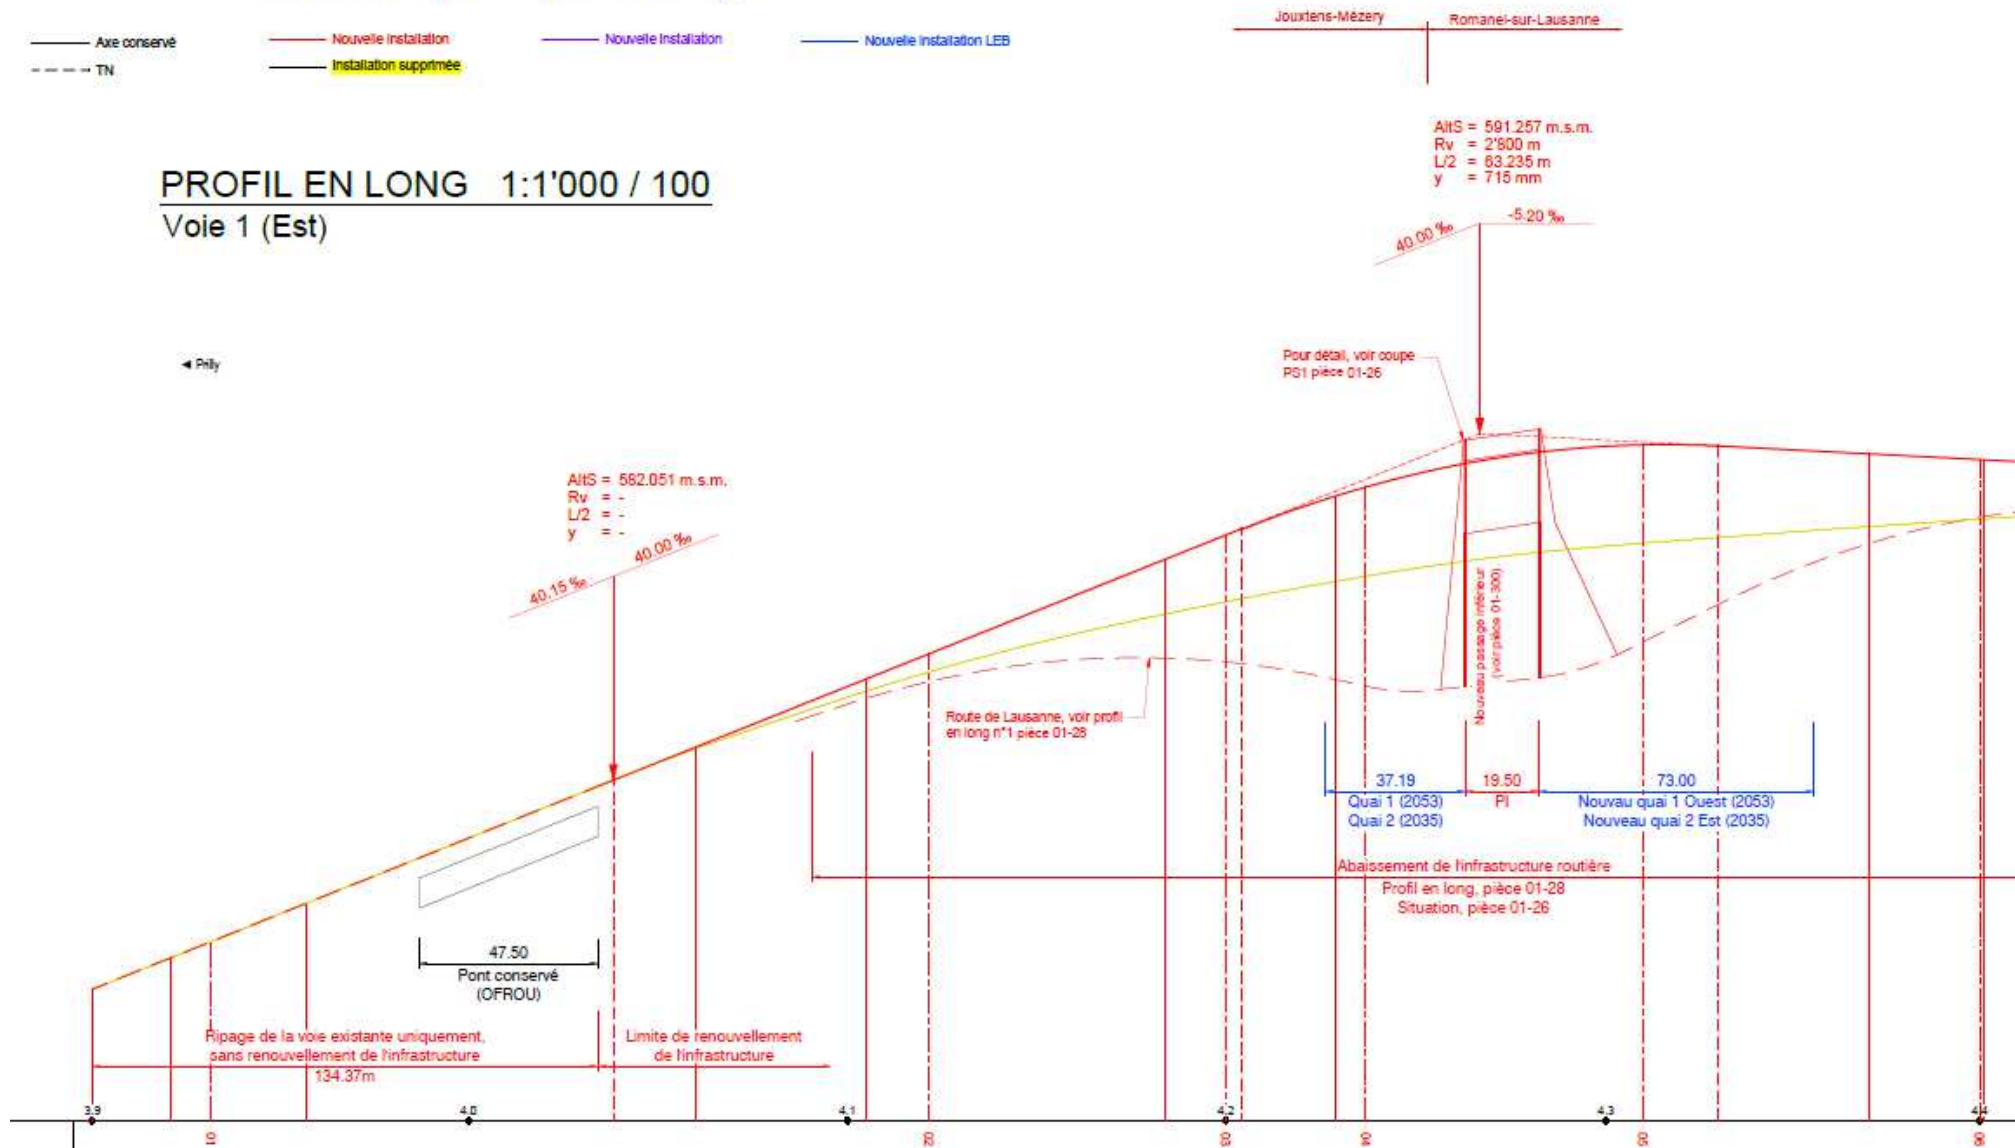 Axe conservé
Nouvelle installation
Nouvelle installation
Nouvelle installation LEB
TN
Installation supprimée
Jouxtens-Mézery
Romanel-sur-Lausanne
PROFIL EN LONG 1:1'000 / 100
Voie 1 (Est)
AltS = 591.257 m.s.m.
Rv = 2'800 m
L/2 = 63.235 m
y = 715 mm
40.00 ‰
-5.20 ‰
◄ Prilly
Pour détail, voir coupe
PS1 pièce 01-26
AltS = 582.051 m.s.m.
Rv = -
L/2 = -
y = -
40.15 ‰
40.00 ‰
Nouveau passage inférieur
(voir pièce 01-300)
Route de Lausanne, voir profil
en long n°1 pièce 01-28
37.19
Quai 1 (2053)
Quai 2 (2035)
19.50
PI
73.00
Nouvau quai 1 Ouest (2053)
Nouveau quai 2 Est (2035)
Abaissement de l'infrastructure routière
Profil en long, pièce 01-28
Situation, pièce 01-26
47.50
Pont conservé
(OFROU)
Ripage de la voie existante uniquement,
sans renouvellement de l'infrastructure
134.37m
Limite de renouvellement
de l'infrastructure
3.9
4.0
4.1
4.2
4.3
4.4
01
02
03
04
05
06